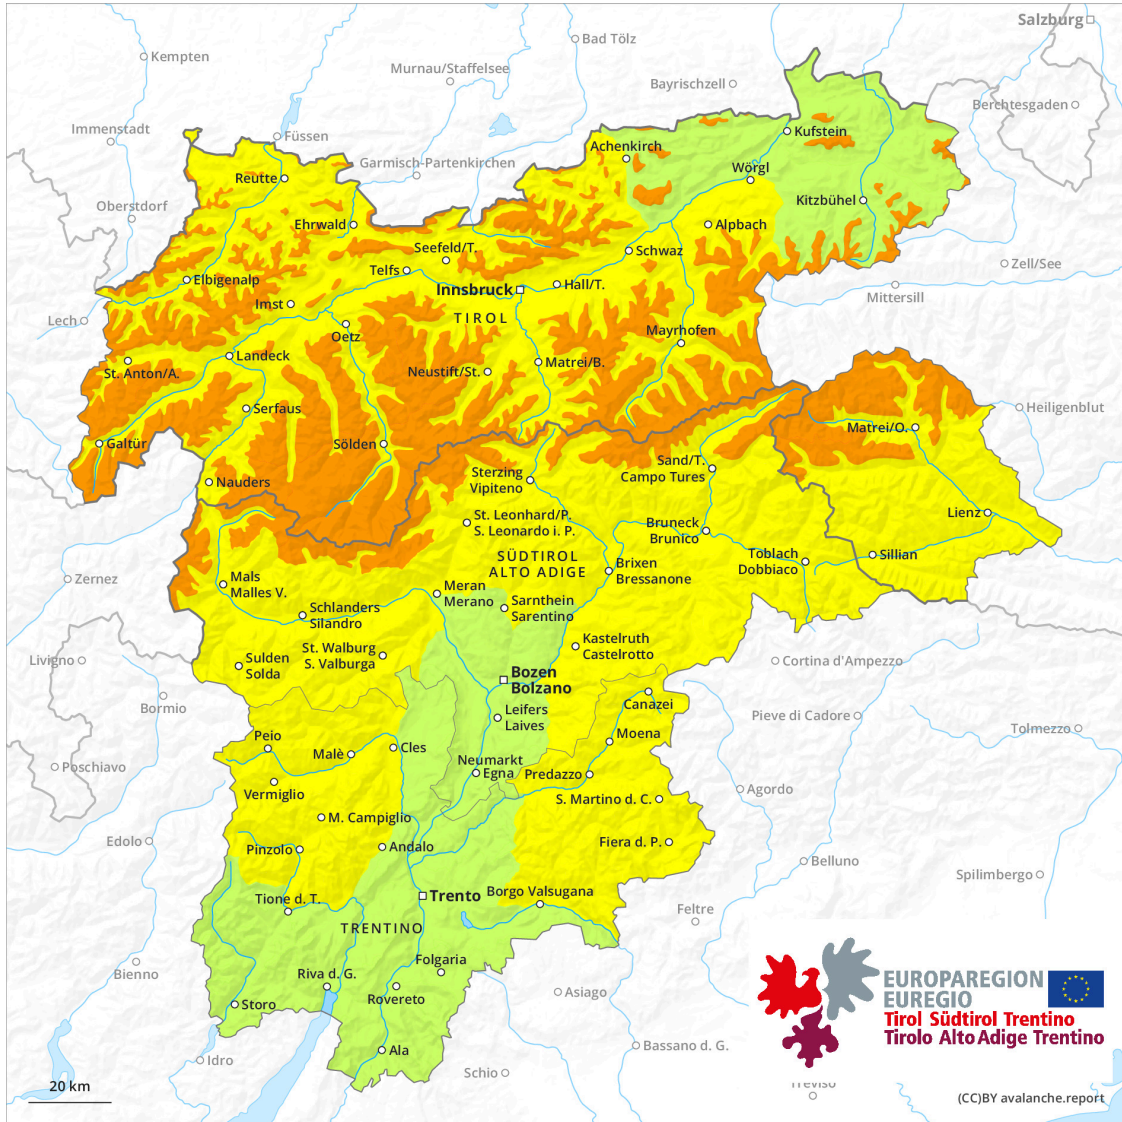 Salzburg
Kempten
Bad Tölz
Murnau/Staffelsee
Bayrischzell
Berchtesgaden
Immenstadt
Füssen
Kufstein
Achenkirch
Garmisch-Partenkirchen
Wörgl
Reutte
Kitzbühel
Oberstdorf
Ehrwald
Alpbach
Seefeld/T.
Schwaz
Telfs
Zell/See
Elbigenalp
Innsbruck
Hall/T.
Mittersill
Imst
TIROL
Lech
Oetz
Mayrhofen
Landeck
Matrei/B.
St. Anton/A.
Neustift/St.
Serfaus
Heiligenblut
Matrei/O.
Galtür
Sölden
Sand/T.
Campo Tures
Sterzing
Vipiteno
Nauders
St. Leonhard/P.
S. Leonardo i. P.
Lienz
Bruneck
Brunico
SÜDTIROL
ALTO ADIGE
Toblach
Dobbiaco
Sillian
Brixen
Bressanone
Zernez
Mals
Malles V.
Meran
Merano
Sarnthein
Sarentino
Schlanders
Silandro
Kastelruth
Castelrotto
St. Walburg
S. Valburga
Livigno
Sulden
Solda
Cortina d'Ampezzo
Bozen
Bolzano
Bormio
Canazei
Leifers
Laives
Pieve di Cadore
Tolmezzo
Moena
Peio
Malè
Cles
Neumarkt
Egna
Predazzo
Poschiavo
Vermiglio
Agordo
S. Martino d. C.
M. Campiglio
Edolo
Pinzolo
Andalo
Fiera d. P.
Belluno
Spilimbergo
Trento
Borgo Valsugana
Tione d. T.
Feltre
TRENTINO
Folgaria
Bienno
Riva d. G.
Rovereto
Asiago
Storo
EUROPAREGION
EUREGIO
Tirol Südtirol Trentino
Tirolo Alto Adige Trentino
Ala
Bassano d. G.
Idro
Schio
Treviso
20 km
(CC)BY avalanche.report